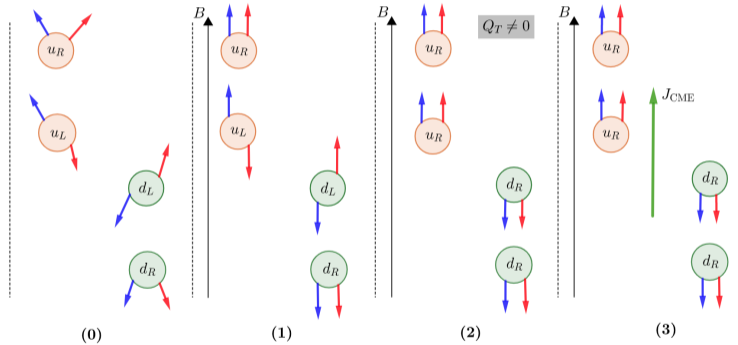 u_R
u_L
d_L
d_R
(0)
B
u_R
u_L
d_L
d_R
(1)
B
Q_T ≠ 0
u_R
u_R
d_R
d_R
(2)
B
u_R
J_CME
u_R
d_R
d_R
(3)